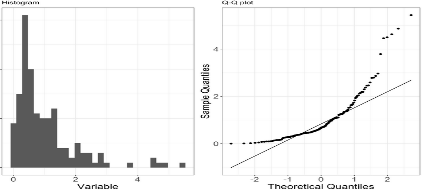 Histogram
0
2
4
Variable
Q-Q plot
Sample Quantiles
4
2
0
-2
-1
0
1
2
Theoretical Quantiles